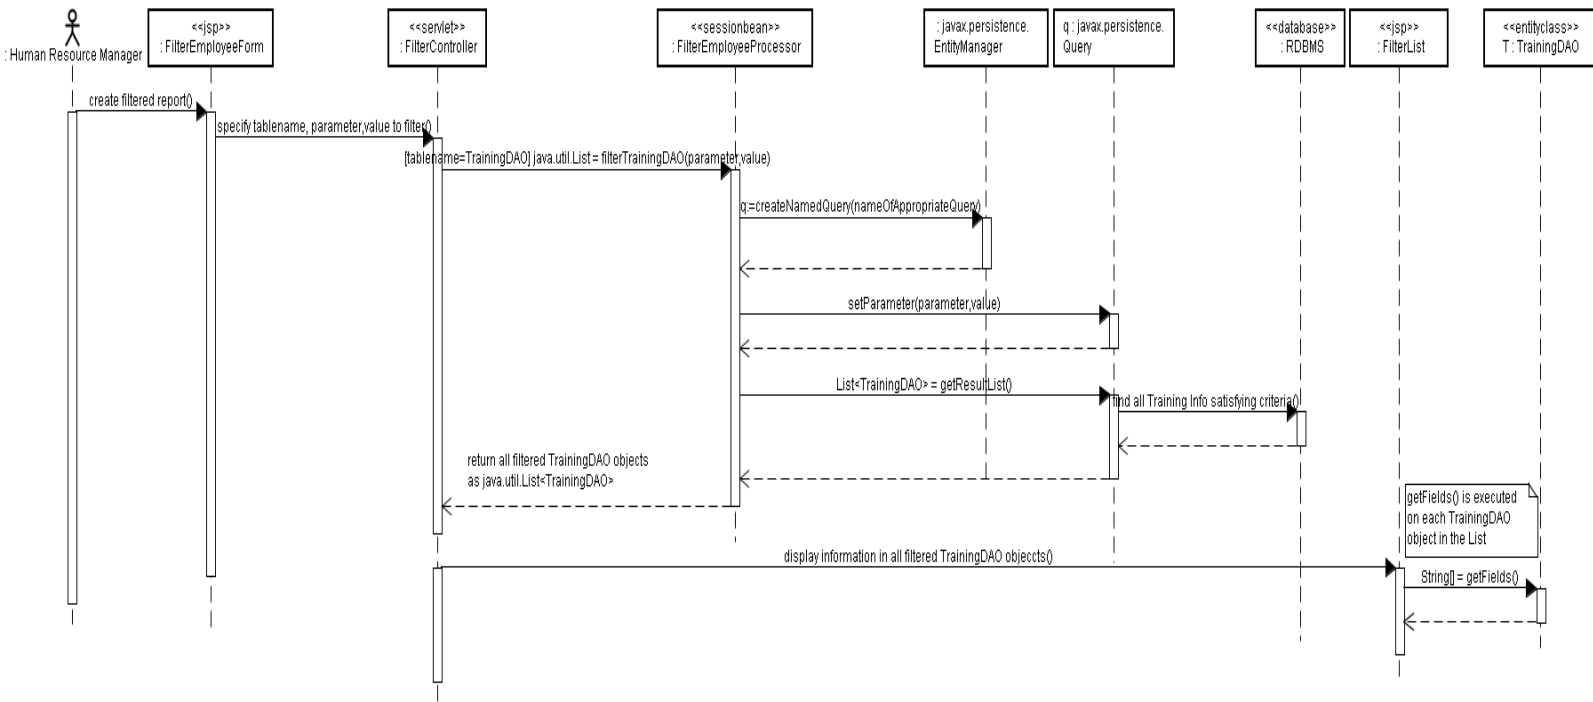 : Human Resource Manager
<<jsp>>
: FilterEmployeeForm
<<servlet>>
: FilterController
<<sessionbean>>
: FilterEmployeeProcessor
: javax.persistence.
EntityManager
q : javax.persistence.
Query
<<database>>
: RDBMS
<<jsp>>
: FilterList
<<entityclass>>
T : TrainingDAO
create filtered report()
specify tablename, parameter,value to filter()
[tablename=TrainingDAO] java.util.List = filterTrainingDAO(parameter,value)
q:=createNamedQuery(nameOfAppropriateQuery)
setParameter(parameter,value)
List<TrainingDAO> = getResultList()
find all Training Info satisfying criteria()
return all filtered TrainingDAO objects
as java.util.List<TrainingDAO>
getFields() is executed
on each TrainingDAO
object in the List
display information in all filtered TrainingDAO objeccts()
String[] = getFields()